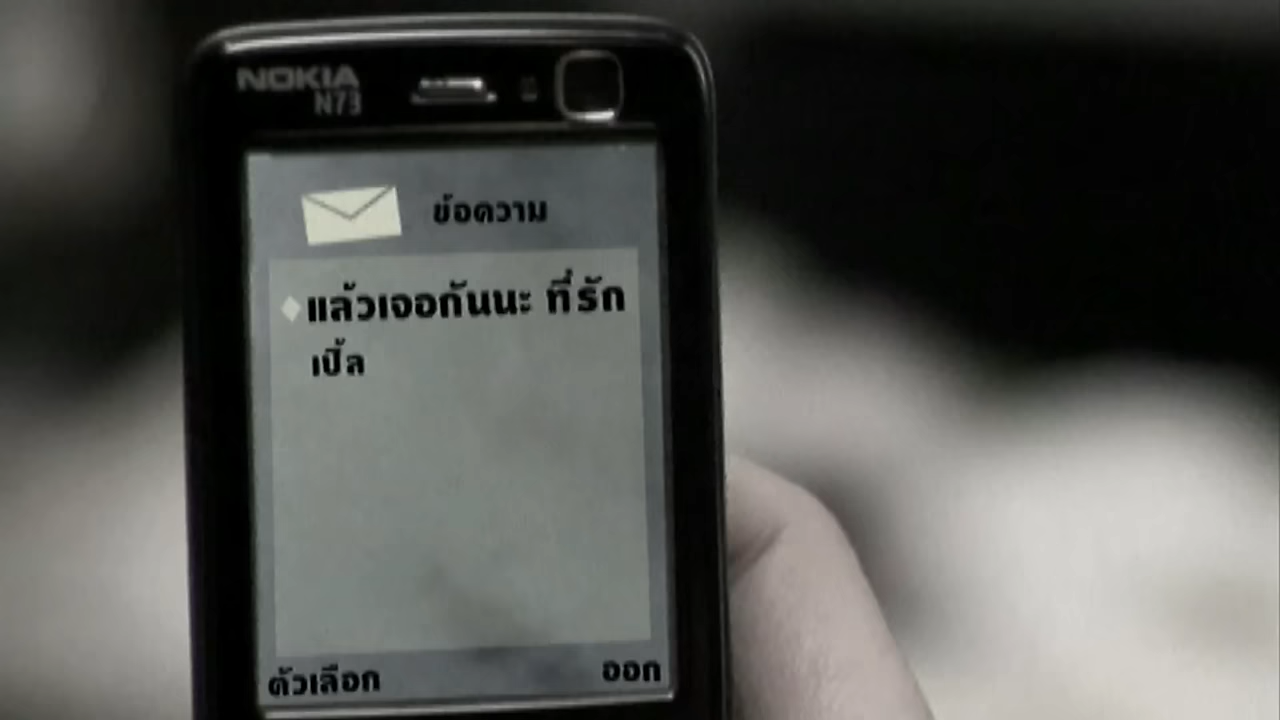 NOKIA
N73
ข้อความ
แล้วเจอกันนะ ที่รัก
เปิ้ล
ตัวเลือก
ออก